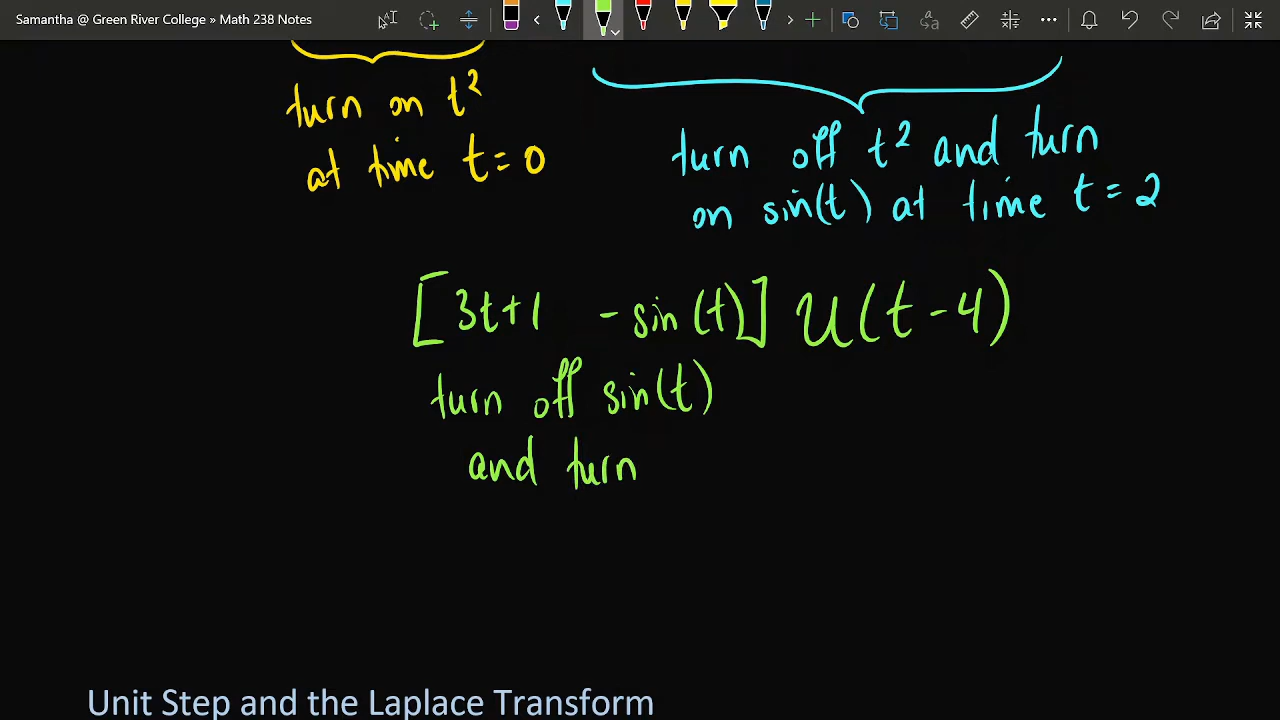 Samantha @ Green River College » Math 238 Notes
turn on t²
at time t = 0
turn off t² and turn
on sin(t) at time t = 2
[3t+1 - sin(t)] U(t-4)
turn off sin(t)
and turn
Unit Step and the Laplace Transform